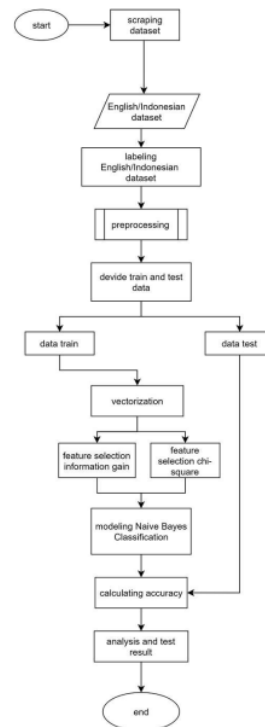 start
scraping
dataset
English/Indonesian
dataset
labeling
English/Indonesian
dataset
preprocessing
devide train and test
data
data train
data test
vectorization
feature selection
information gain
feature
selection chi-
square
modeling Naive Bayes
Classification
calculating accuracy
analysis and test
result
end